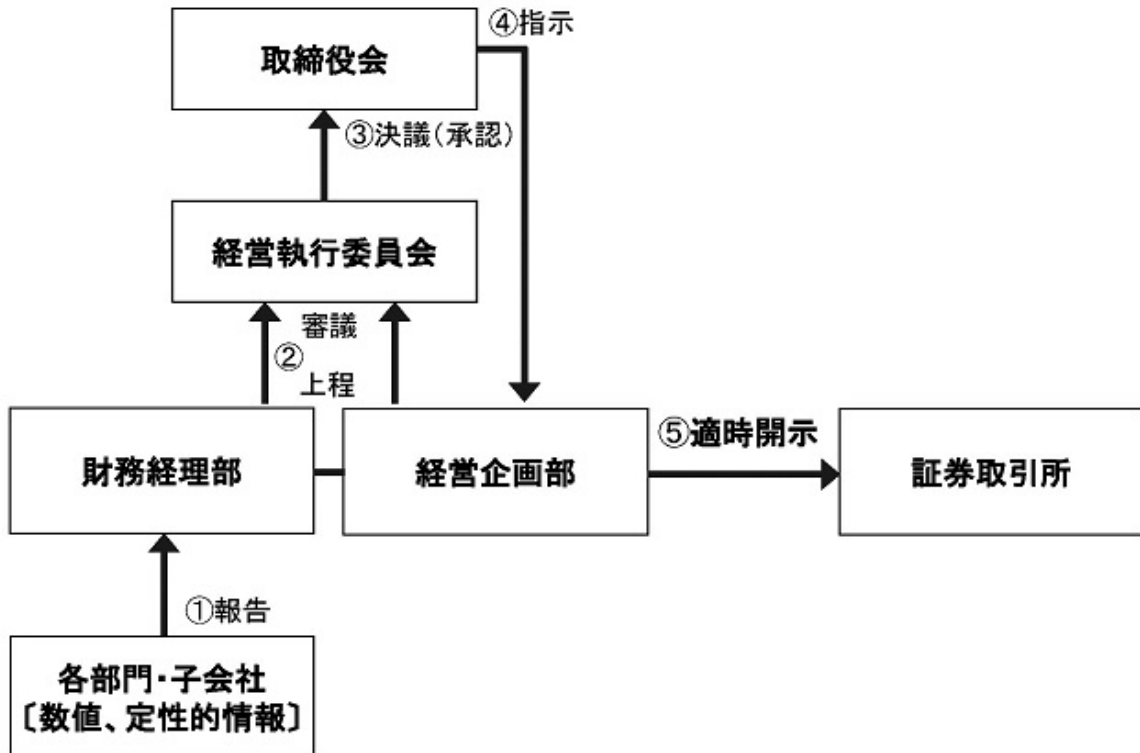 ④指示
取締役会
③決議(承認)
経営執行委員会
審議
②
上程
財務経理部
経営企画部
⑤適時開示
証券取引所
①報告
各部門・子会社
〔数値、定性的情報〕